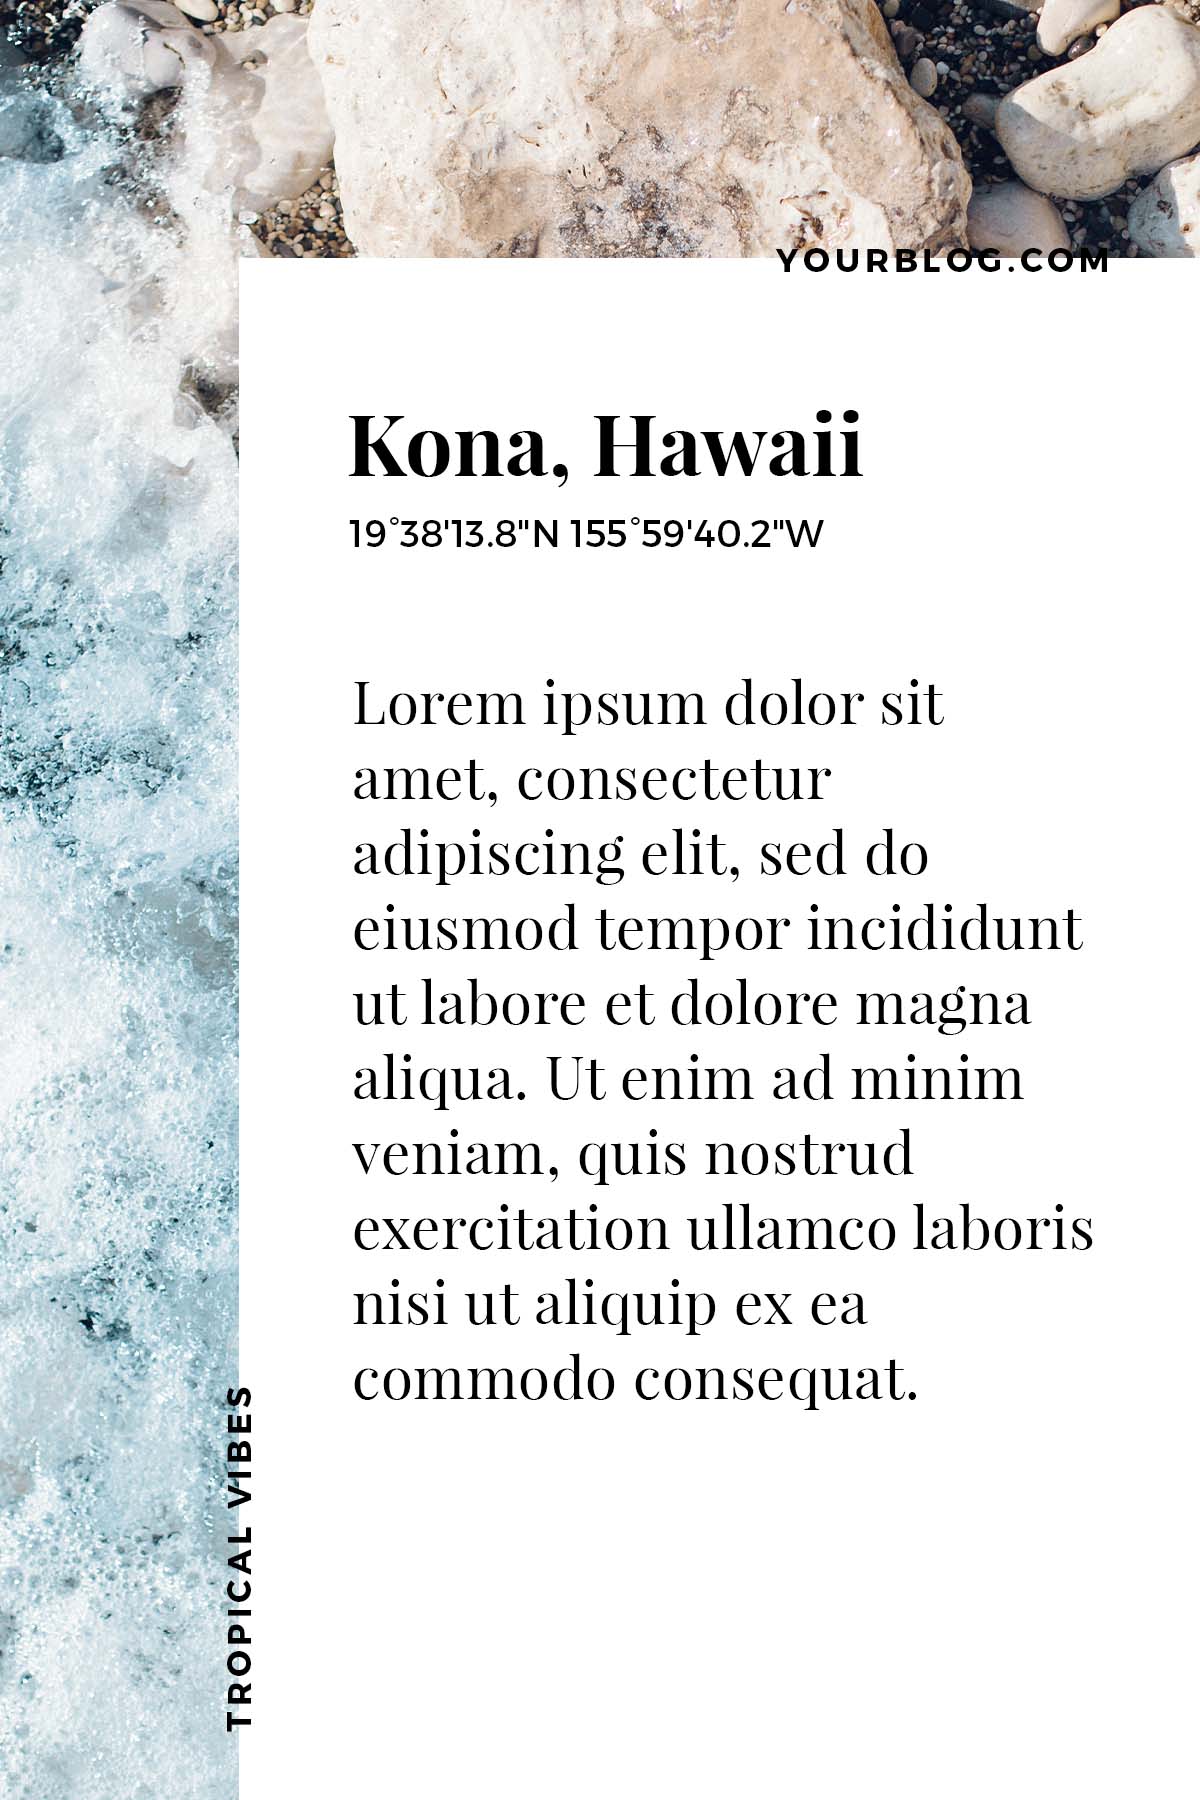 YOURBLOG.COM
Kona, Hawaii
19°38'13.8"N 155°59'40.2"W
Lorem ipsum dolor sit
amet, consectetur
adipiscing elit, sed do
eiusmod tempor incididunt
ut labore et dolore magna
aliqua. Ut enim ad minim
veniam, quis nostrud
exercitation ullamco laboris
nisi ut aliquip ex ea
commodo consequat.
TROPICAL VIBES